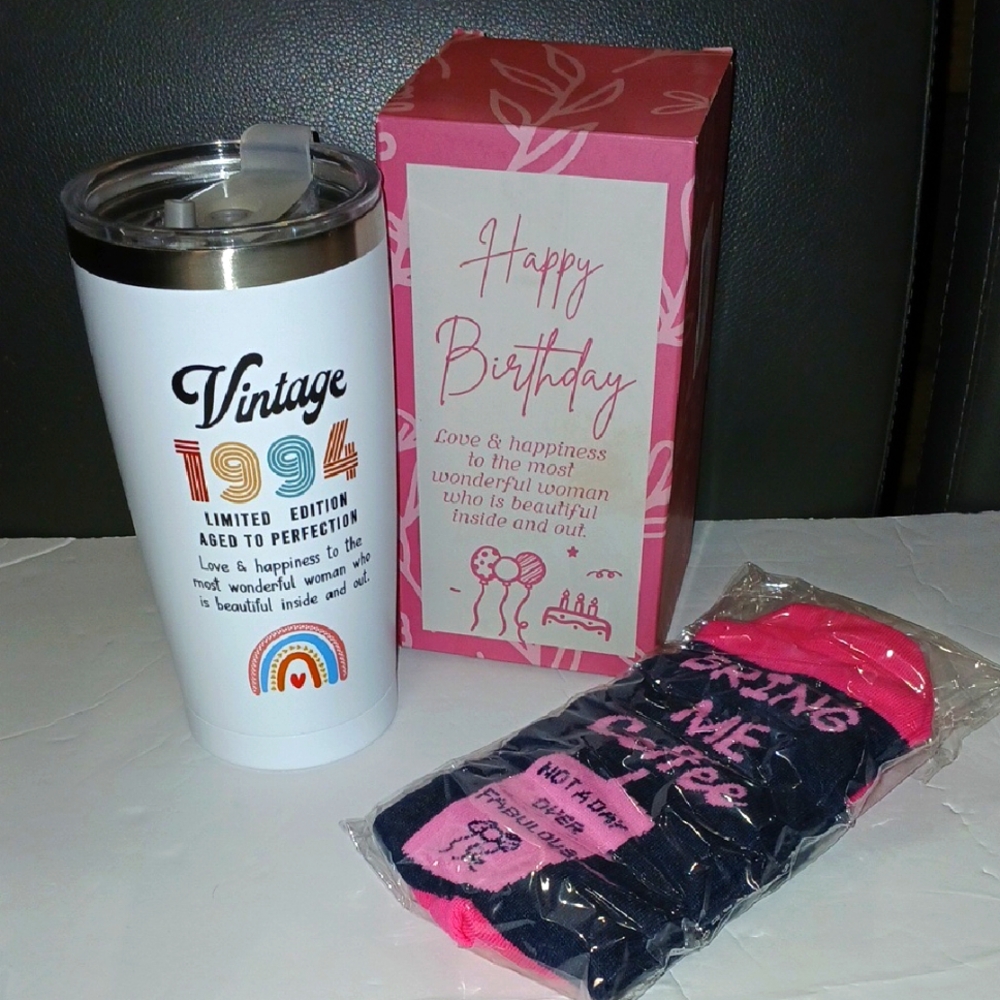 Vintage
1994
LIMITED EDITION
AGED TO PERFECTION
Love & happiness to the
most wonderful woman who
is beautiful inside and out.
Happy
Birthday
Love & happiness
to the most
wonderful woman
who is beautiful
inside and out.
BRING
ME
Coffee
NOT A DAY
OVER
FABULOUS